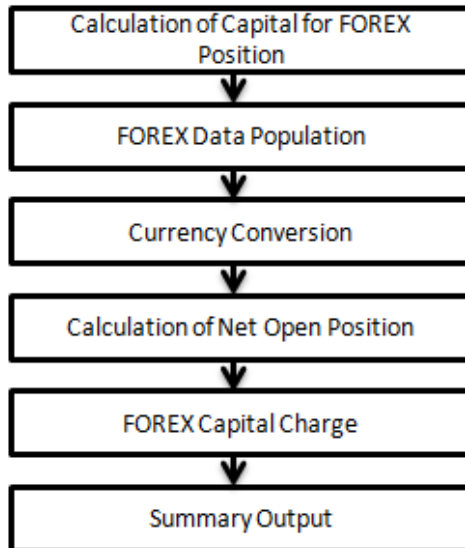 Calculation of Capital for FOREX
Position
FOREX Data Population
Currency Conversion
Calculation of Net Open Position
FOREX Capital Charge
Summary Output